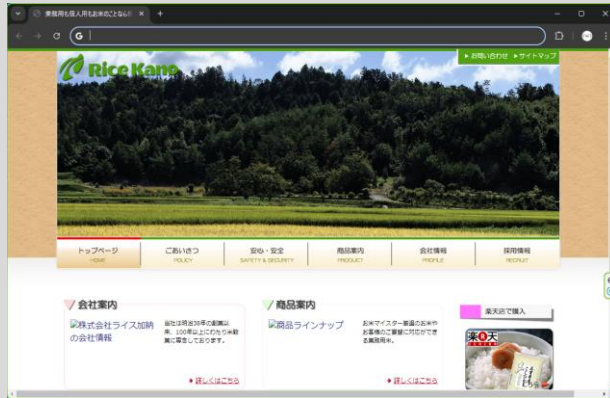 業務用も個人用もお米のことなら
G
Rice Kano
お問い合わせ
サイトマップ
トップページ
HOME
ごあいさつ
POLICY
安心・安全
SAFETY & SECURITY
商品案内
PRODUCT
会社情報
PROFILE
採用情報
RECRUIT
会社案内
株式会社ライス加納
の会社情報
当社は明治38年の創業以
来、100年以上にわたり米穀
業に専念しております。
詳しくはこちら
商品案内
商品ラインナップ
お米マイスター厳選のお米や
お客様のご要望に対応ができ
る業務用米。
詳しくはこちら
楽天店で購入
楽天
ICHIBA